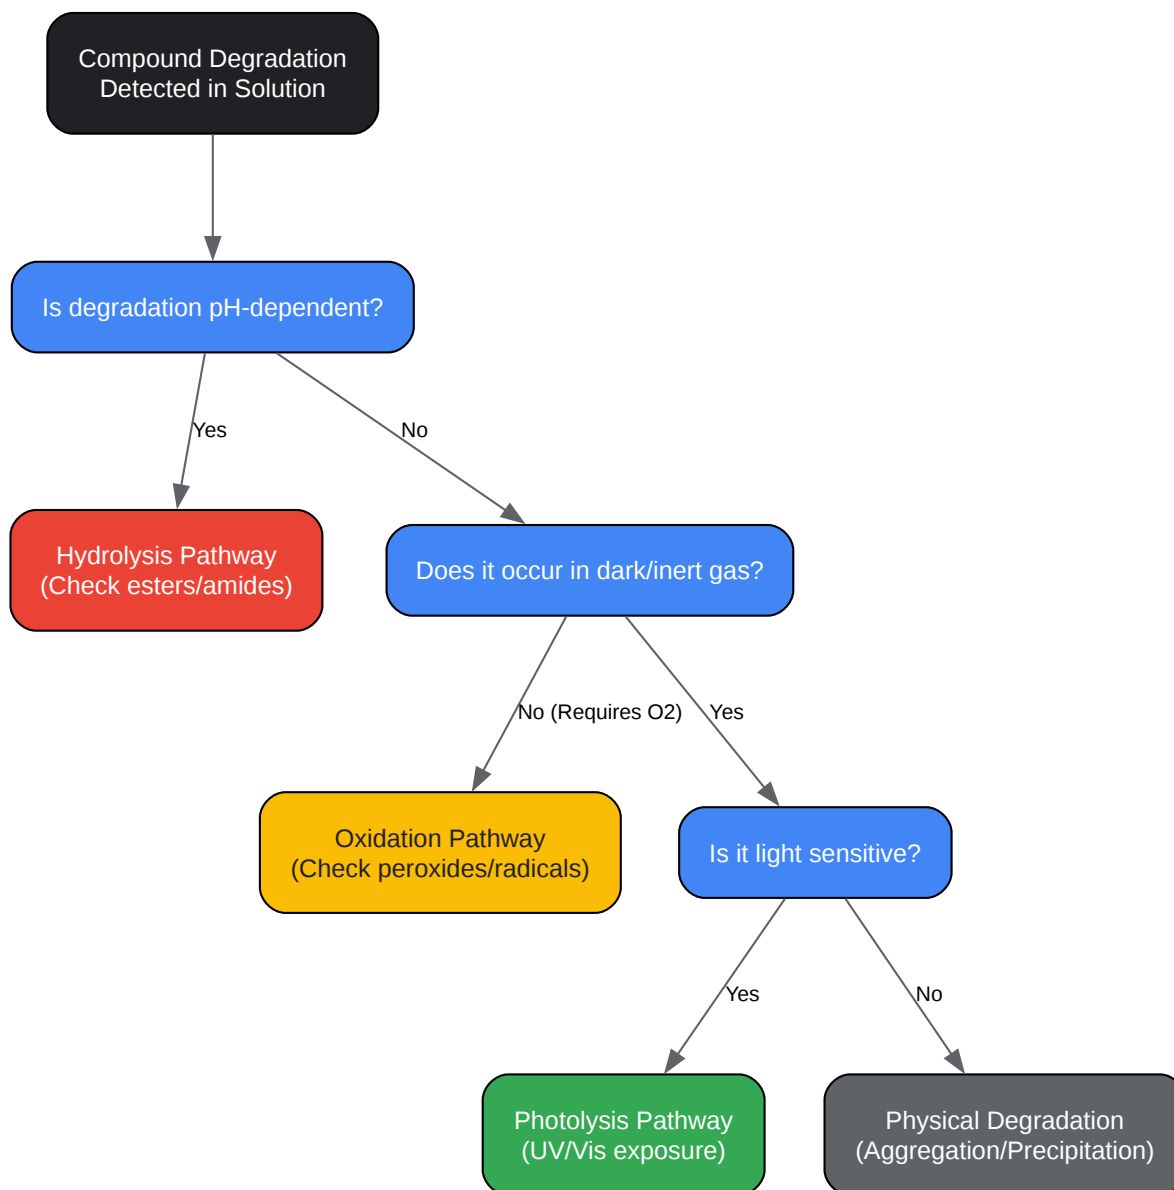 Compound Degradation
Detected in Solution
Is degradation pH-dependent?
Yes
No
Hydrolysis Pathway
(Check esters/amides)
Does it occur in dark/inert gas?
No (Requires O2)
Yes
Oxidation Pathway
(Check peroxides/radicals)
Is it light sensitive?
Yes
No
Photolysis Pathway
(UV/Vis exposure)
Physical Degradation
(Aggregation/Precipitation)